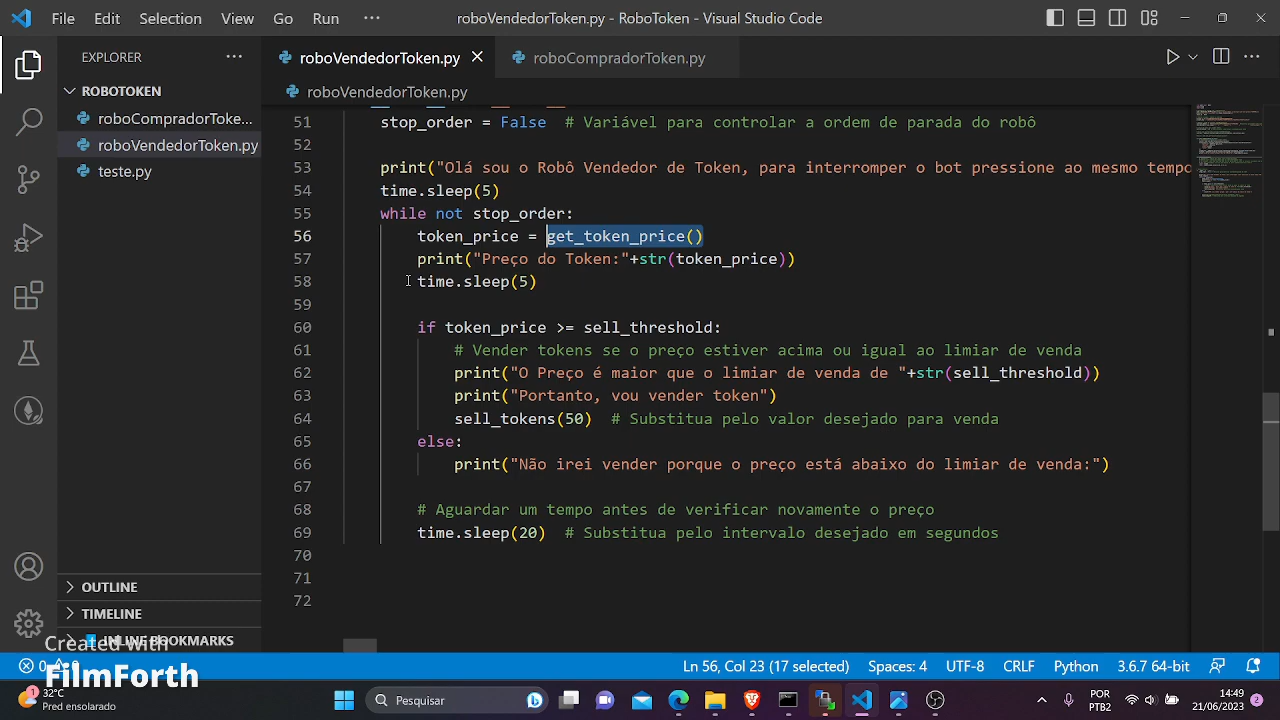 File Edit Selection View Go Run ··· roboVendedorToken.py - RoboToken - Visual Studio Code
EXPLORER ···
ROBOTOKEN
roboCompradorToke...
roboVendedorToken.py
teste.py
OUTLINE
TIMELINE
INLINE BOOKMARKS
roboVendedorToken.py roboCompradorToken.py
roboVendedorToken.py
51 stop_order = False # Variável para controlar a ordem de parada do robô
52
53 print("Olá sou o Robô Vendedor de Token, para interromper o bot pressione ao mesmo tempo
54 time.sleep(5)
55 while not stop_order:
56 token_price = get_token_price()
57 print("Preço do Token:"+str(token_price))
58 time.sleep(5)
59
60 if token_price >= sell_threshold:
61 # Vender tokens se o preço estiver acima ou igual ao limiar de venda
62 print("O Preço é maior que o limiar de venda de "+str(sell_threshold))
63 print("Portanto, vou vender token")
64 sell_tokens(50) # Substitua pelo valor desejado para venda
65 else:
66 print("Não irei vender porque o preço está abaixo do limiar de venda:")
67
68 # Aguardar um tempo antes de verificar novamente o preço
69 time.sleep(20) # Substitua pelo intervalo desejado em segundos
70
71
72
Created with
FilmForth
0 Ln 56, Col 23 (17 selected) Spaces: 4 UTF-8 CRLF Python 3.6.7 64-bit
1 32°C
Pred ensolarado
Pesquisar
POR
PTB2
14:49
21/06/2023
2